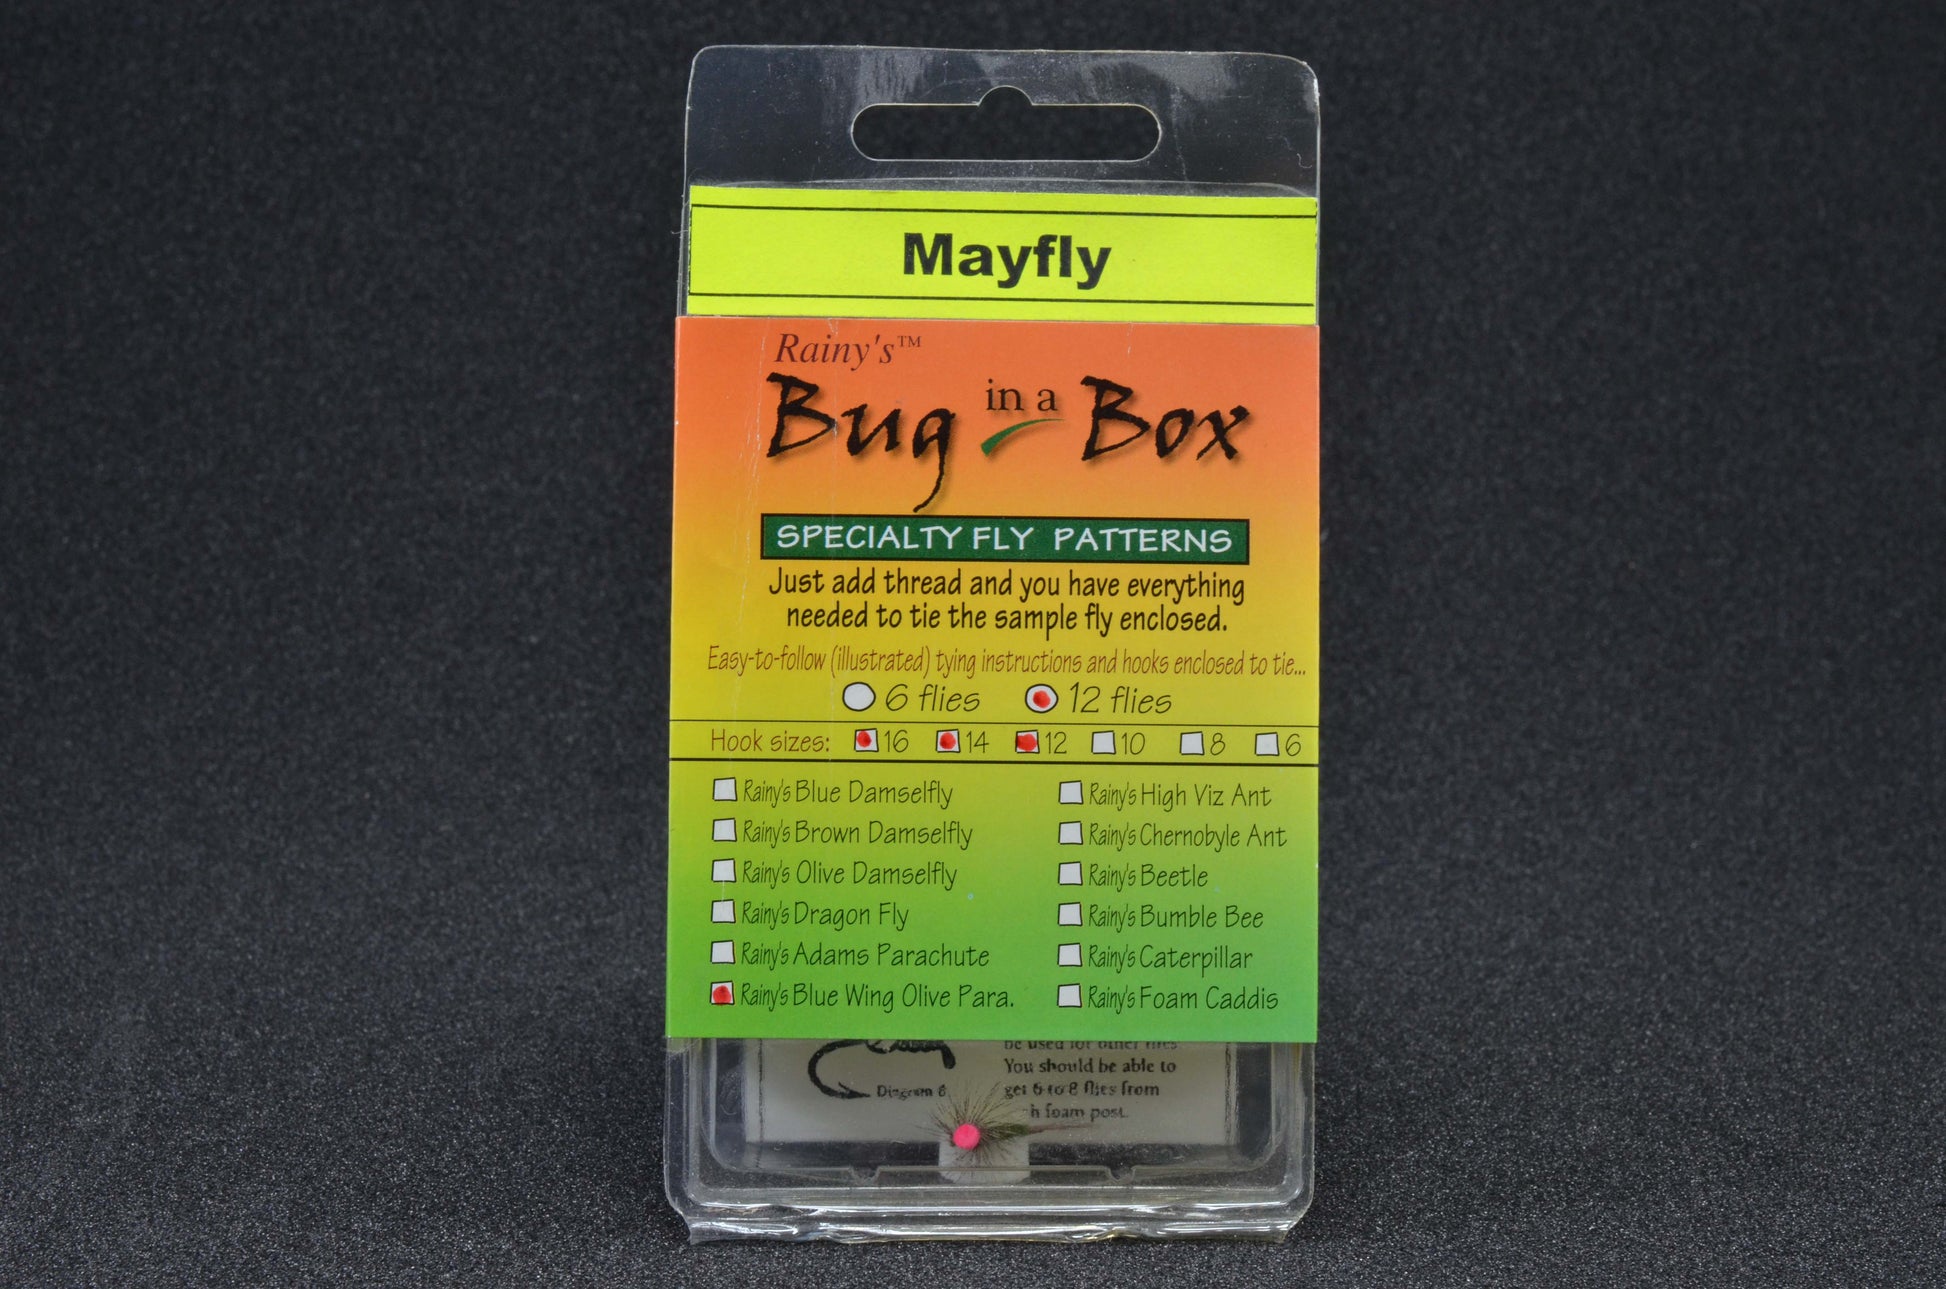 Mayfly
Rainy's™
Bug in a Box
SPECIALTY FLY PATTERNS
Just add thread and you have everything
needed to tie the sample fly enclosed.
Easy-to-follow (illustrated) tying instructions and hooks enclosed to tie...
6 flies 12 flies
Hook sizes: 16 14 12 10 8 6
Rainy's Blue Damselfly
Rainy's Brown Damselfly
Rainy's Olive Damselfly
Rainy's Dragon Fly
Rainy's Adams Parachute
Rainy's Blue Wing Olive Para.
Rainy's High Viz Ant
Rainy's Chernobyle Ant
Rainy's Beetle
Rainy's Bumble Bee
Rainy's Caterpillar
Rainy's Foam Caddis
Diagram 6
be used for other flies
You should be able to
get 6 to 8 flies from
foam post.